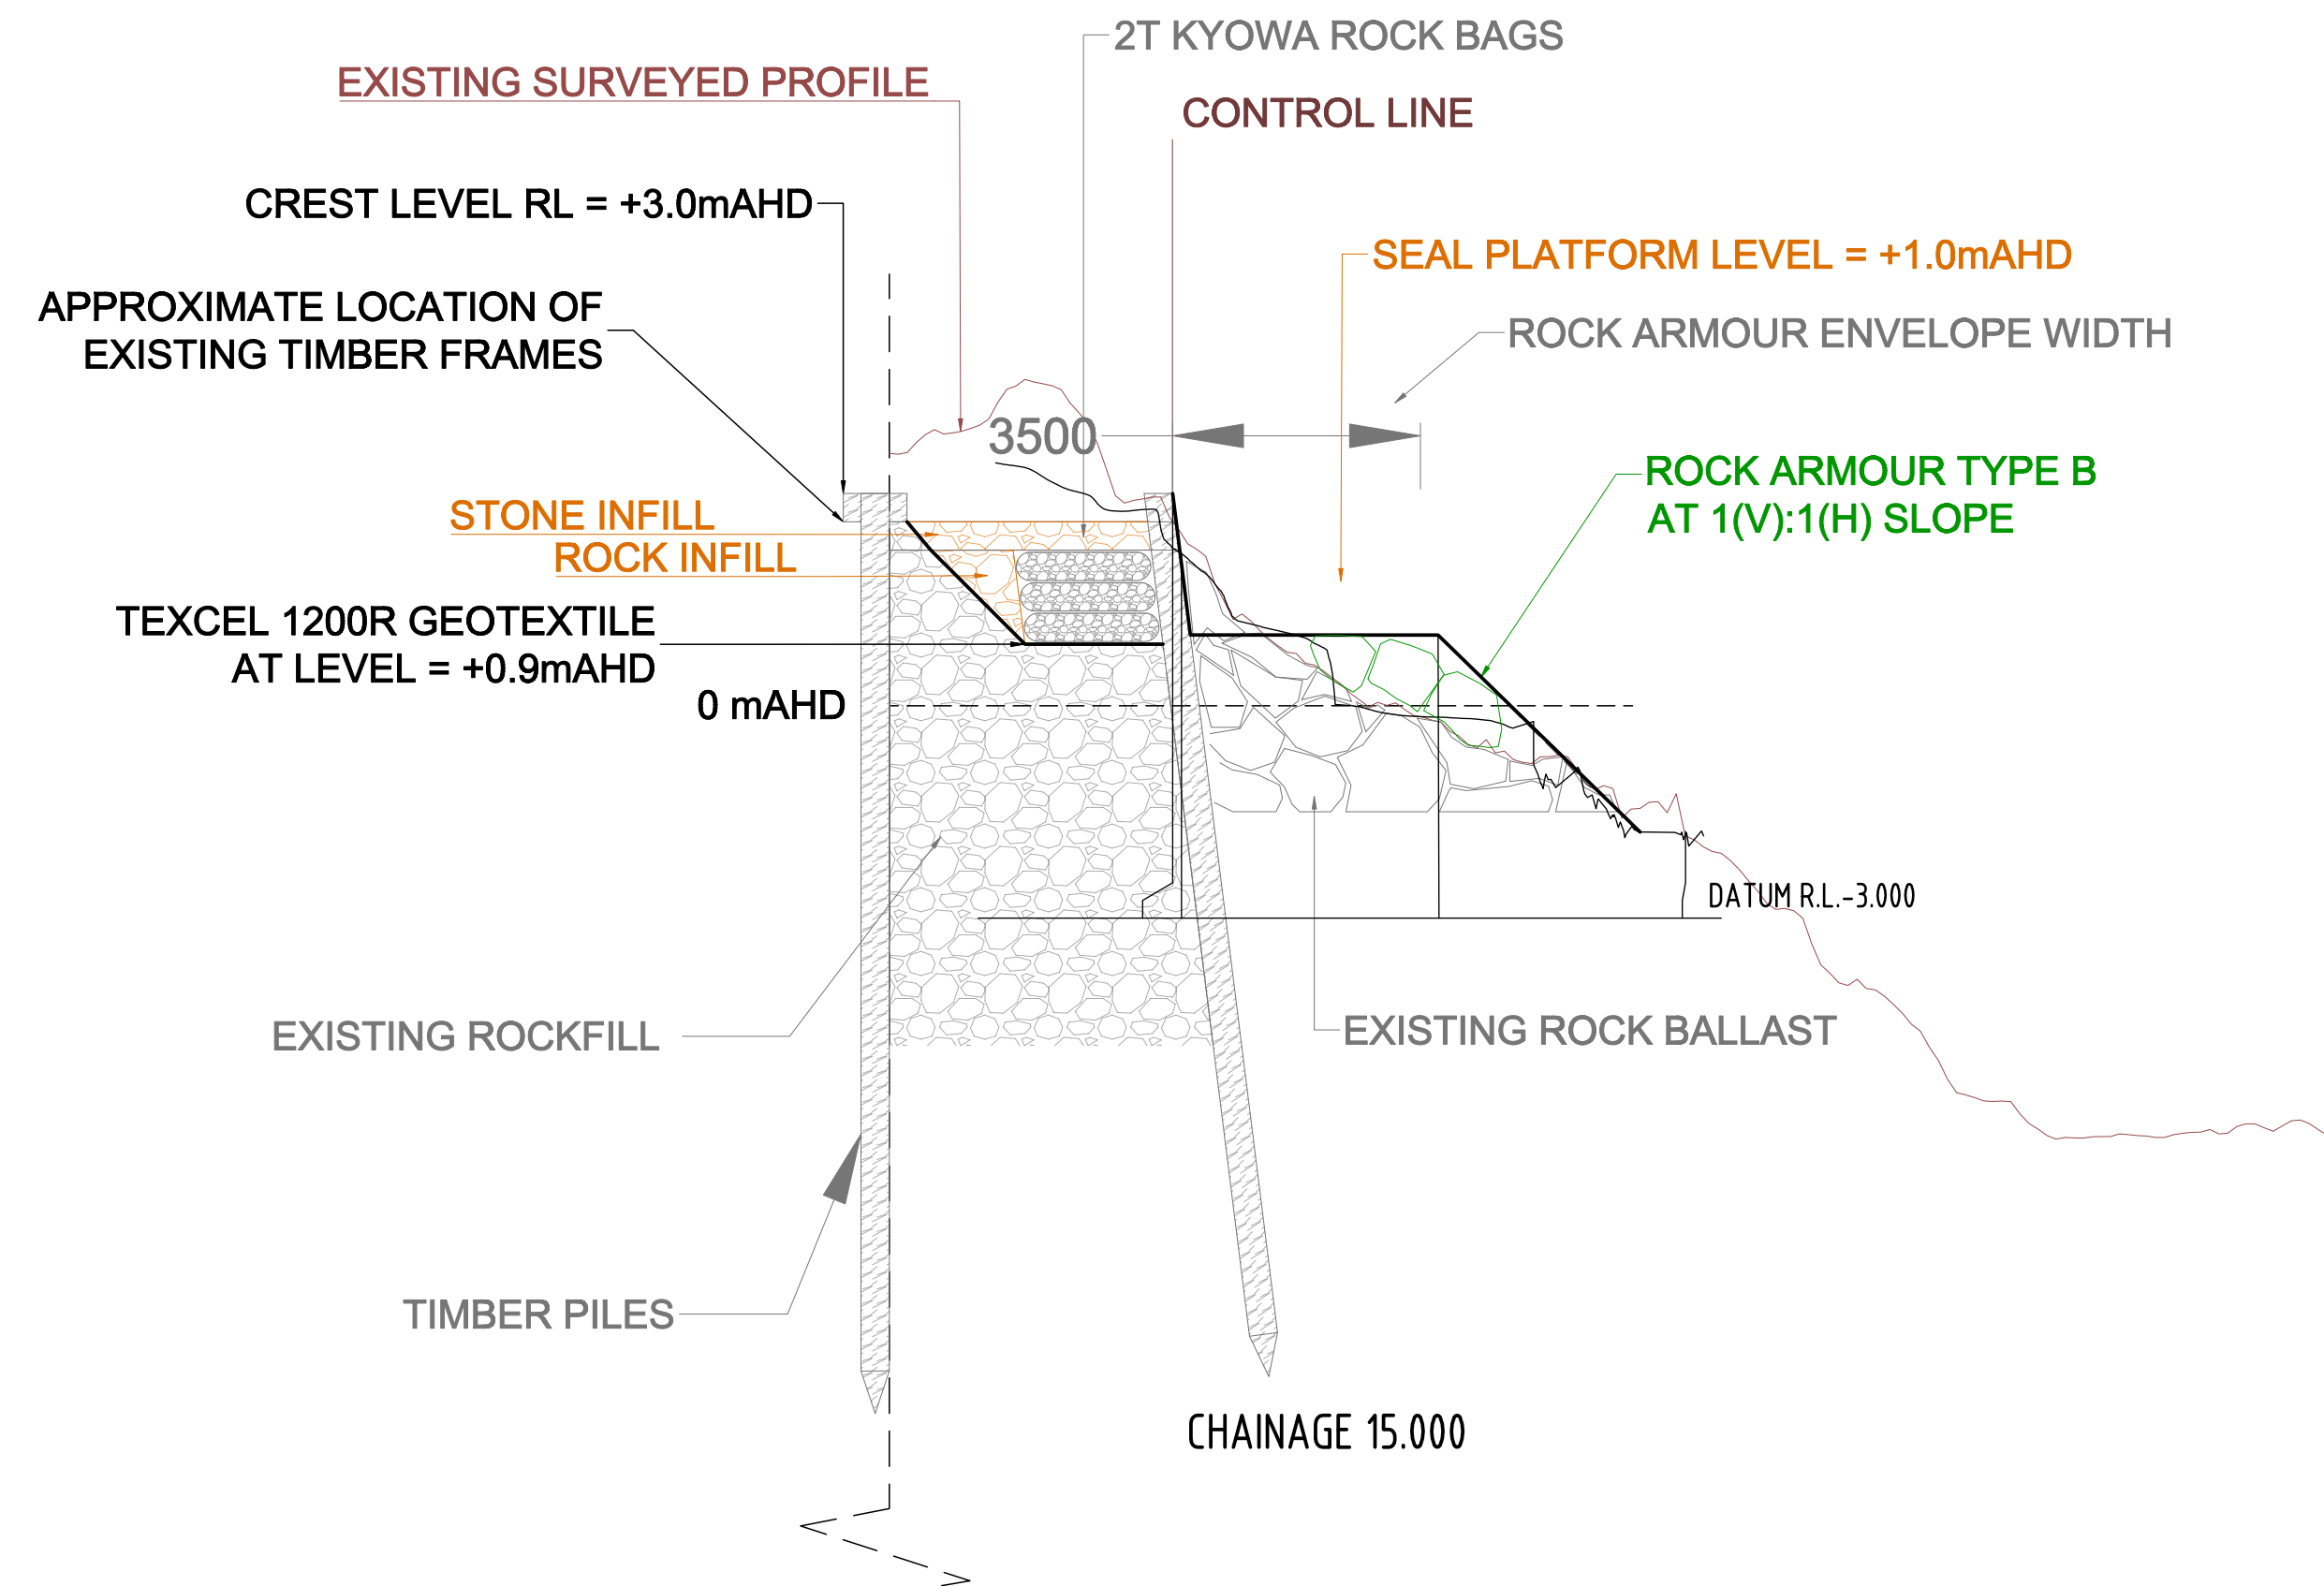 2T KYOWA ROCK BAGS
EXISTING SURVEYED PROFILE
CONTROL LINE
CREST LEVEL RL = +3.0mAHD
SEAL PLATFORM LEVEL = +1.0mAHD
APPROXIMATE LOCATION OF
EXISTING TIMBER FRAMES
ROCK ARMOUR ENVELOPE WIDTH
3500
ROCK ARMOUR TYPE B
AT 1(V):1(H) SLOPE
STONE INFILL
ROCK INFILL
TEXCEL 1200R GEOTEXTILE
AT LEVEL = +0.9mAHD
0 mAHD
DATUM R.L.-3.000
EXISTING ROCKFILL
EXISTING ROCK BALLAST
TIMBER PILES
CHAINAGE 15.000